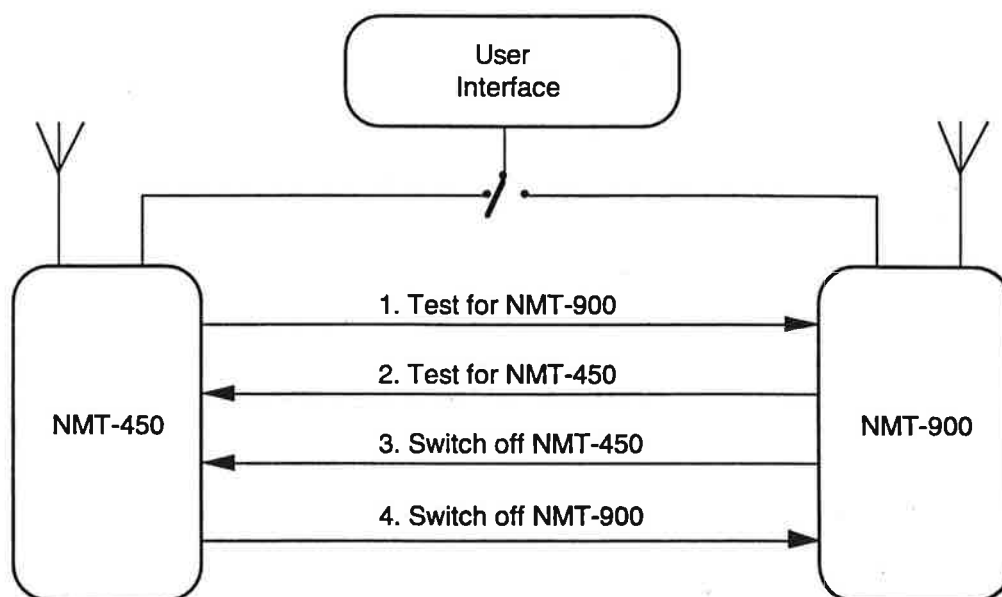 User
Interface
1. Test for NMT-900
2. Test for NMT-450
NMT-450
NMT-900
3. Switch off NMT-450
4. Switch off NMT-900